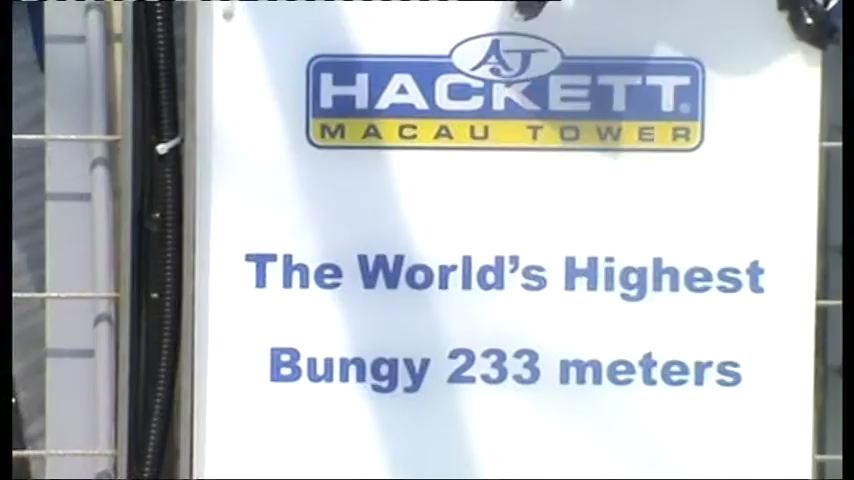 AJ
HACKETT®
MACAU TOWER
The World's Highest
Bungy 233 meters